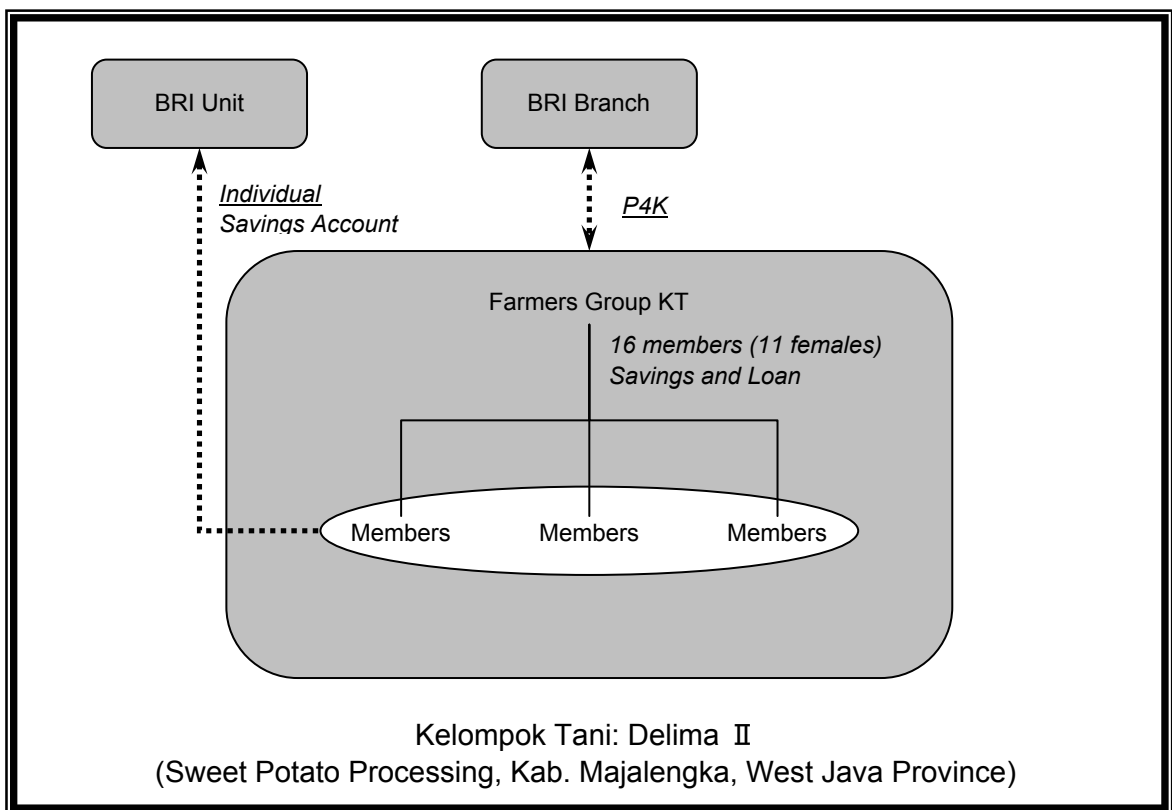 BRI Unit
BRI Branch
Individual
Savings Account
P4K
Farmers Group KT
16 members (11 females)
Savings and Loan
Members
Members
Members
Kelompok Tani: Delima Ⅱ
(Sweet Potato Processing, Kab. Majalengka, West Java Province)